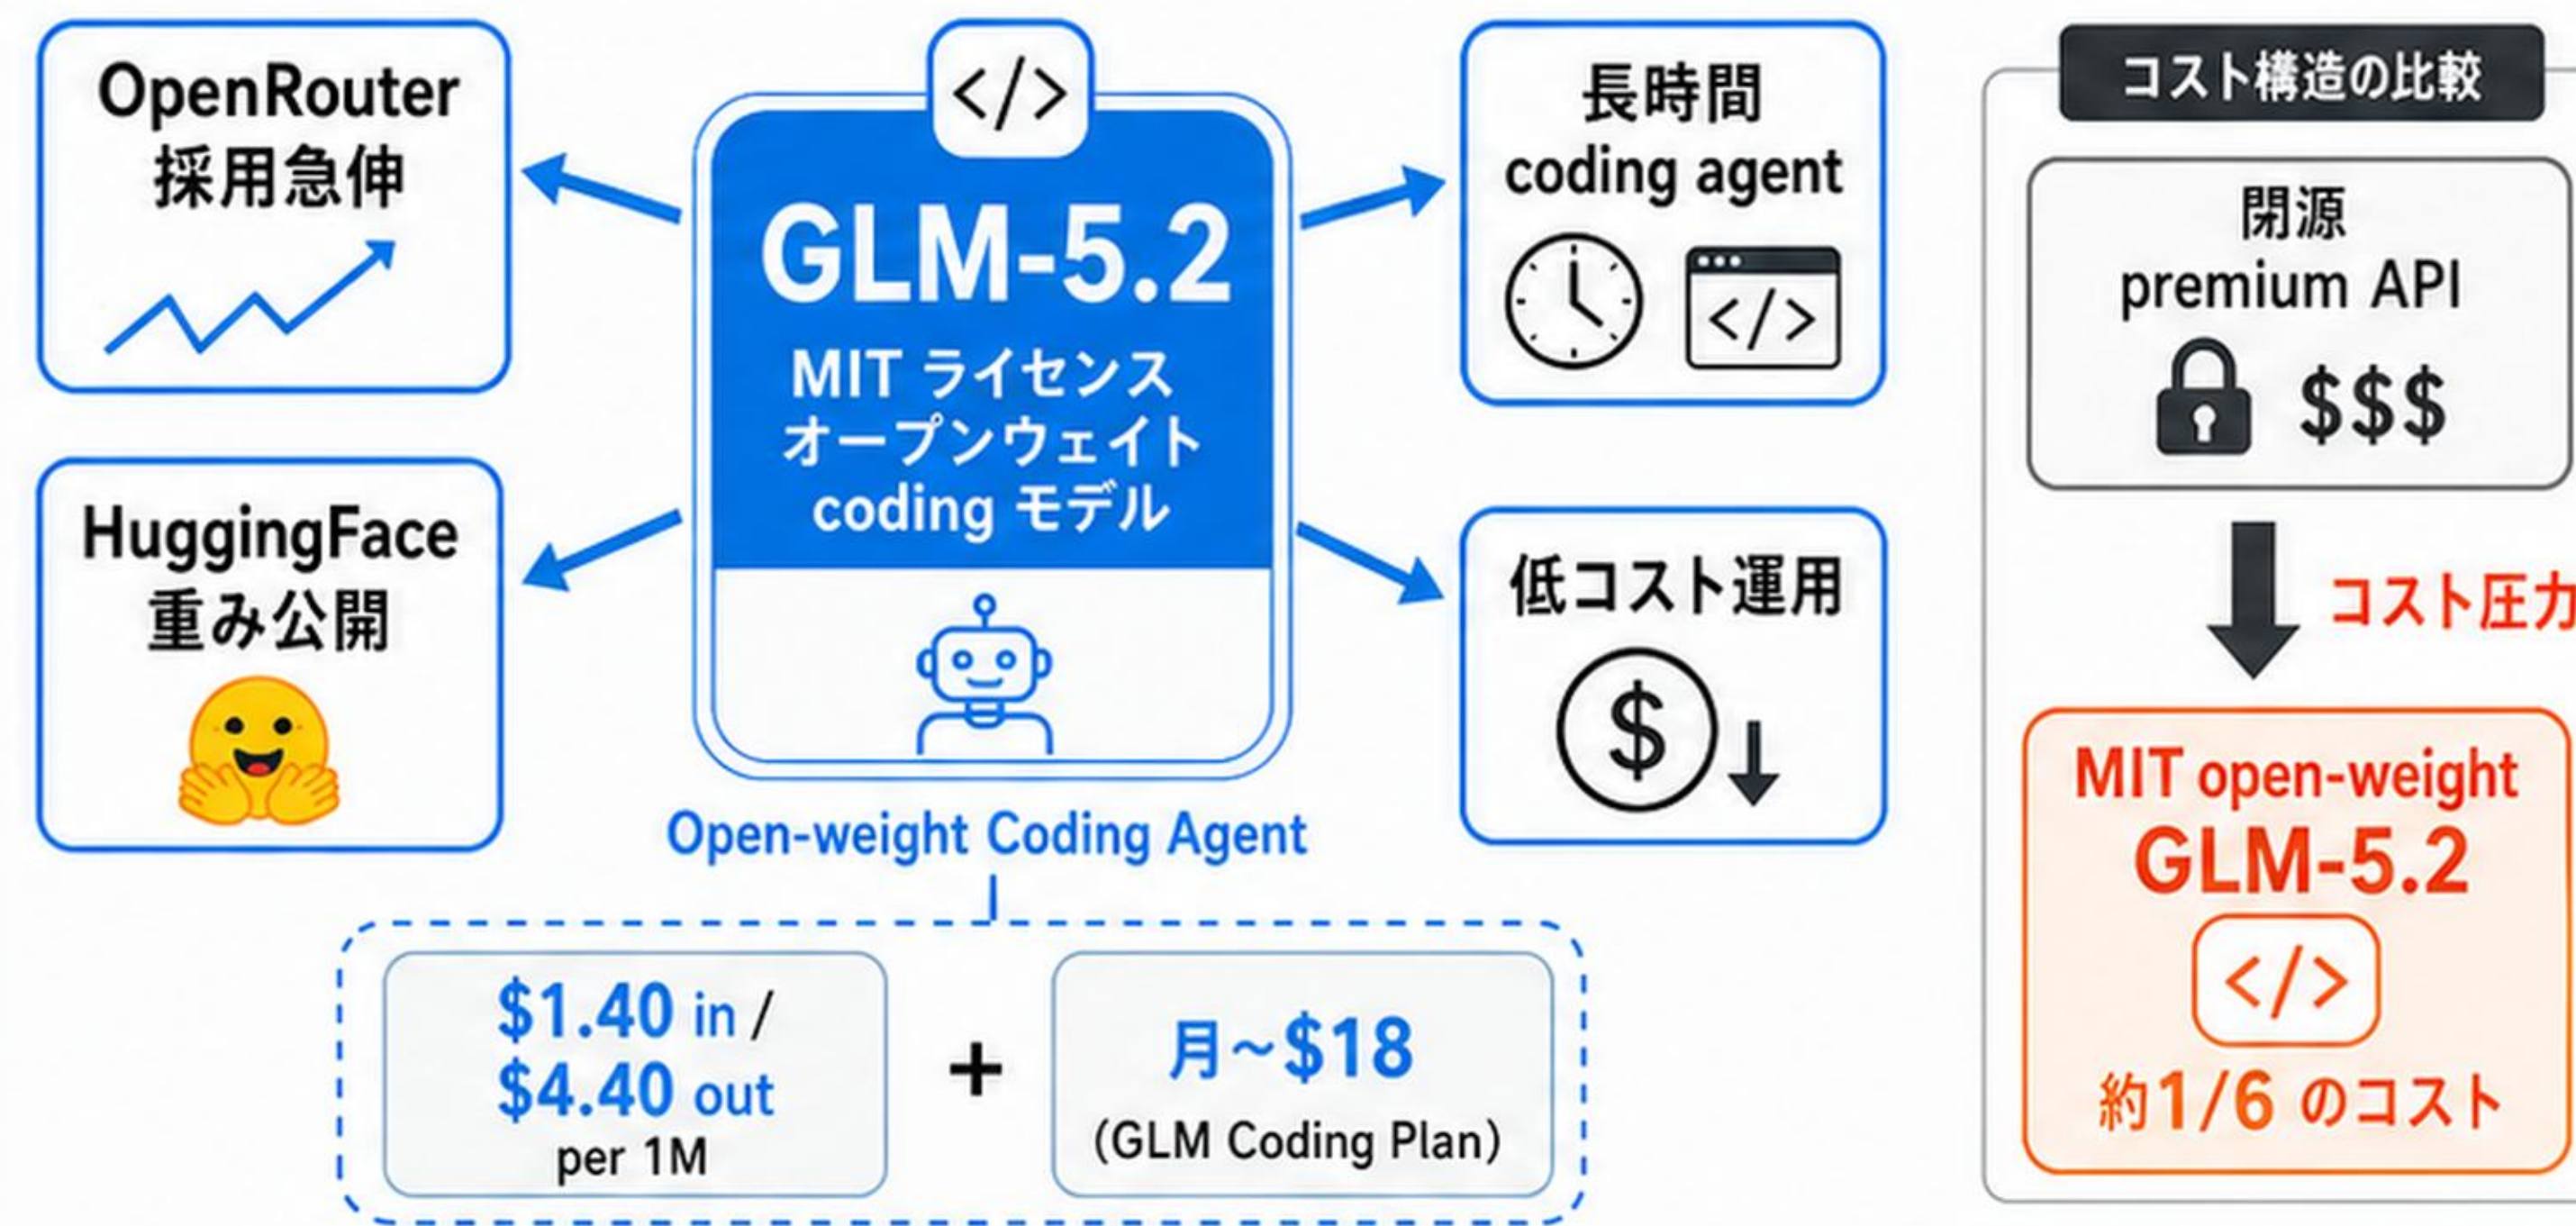 OpenRouter
採用急伸
HuggingFace
重み公開
</>
GLM-5.2
MIT ライセンス
オープンウェイト
coding モデル
Open-weight Coding Agent
長時間
coding agent
</>
低コスト運用
$
$1.40 in /
$4.40 out
per 1M
+
月~$18
(GLM Coding Plan)
コスト構造の比較
閉源
premium API
$$$
コスト圧力
MIT open-weight
GLM-5.2
</>
約1/6 のコスト